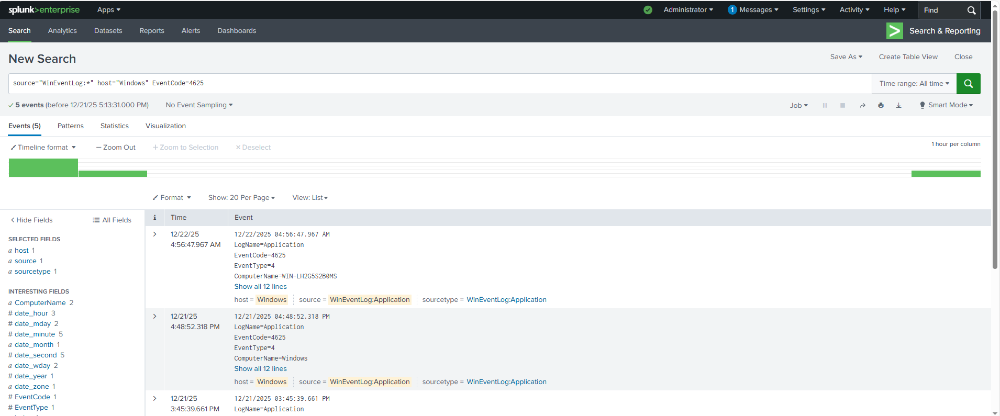 splunk>enterprise Apps Administrator 1 Messages Settings Activity Help Find
Search Analytics Datasets Reports Alerts Dashboards > Search & Reporting
New Search Save As Create Table View Close
source="WinEventLog:*" host="Windows" EventCode=4625 Time range: All time
5 events (before 12/21/25 5:13:31.000 PM) No Event Sampling Job Smart Mode
Events (5) Patterns Statistics Visualization
Timeline format — Zoom Out + Zoom to Selection × Deselect 1 hour per column
Format Show: 20 Per Page View: List
< Hide Fields All Fields
SELECTED FIELDS
a host 1
a source 1
a sourcetype 1
INTERESTING FIELDS
a ComputerName 2
# date_hour 3
# date_mday 2
# date_minute 5
a date_month 1
# date_second 5
a date_wday 2
# date_year 1
a date_zone 1
# EventCode 1
# EventType 1
i Time Event
> 12/22/25 12/22/2025 04:56:47.967 AM
4:56:47.967 AM LogName=Application
EventCode=4625
EventType=4
ComputerName=WIN-LH2G5S2B0MS
Show all 12 lines
host = Windows source = WinEventLog:Application sourcetype = WinEventLog:Application
> 12/21/25 12/21/2025 04:48:52.318 PM
4:48:52.318 PM LogName=Application
EventCode=4625
EventType=4
ComputerName=Windows
Show all 12 lines
host = Windows source = WinEventLog:Application sourcetype = WinEventLog:Application
> 12/21/25 12/21/2025 03:45:39.661 PM
3:45:39.661 PM LogName=Application